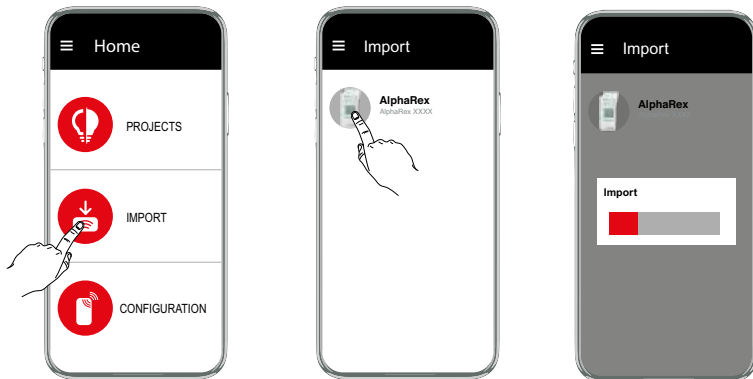 Home
PROJECTS
IMPORT
CONFIGURATION
Import
AlphaRex
AlphaRex XXXX
Import
AlphaRex
Import